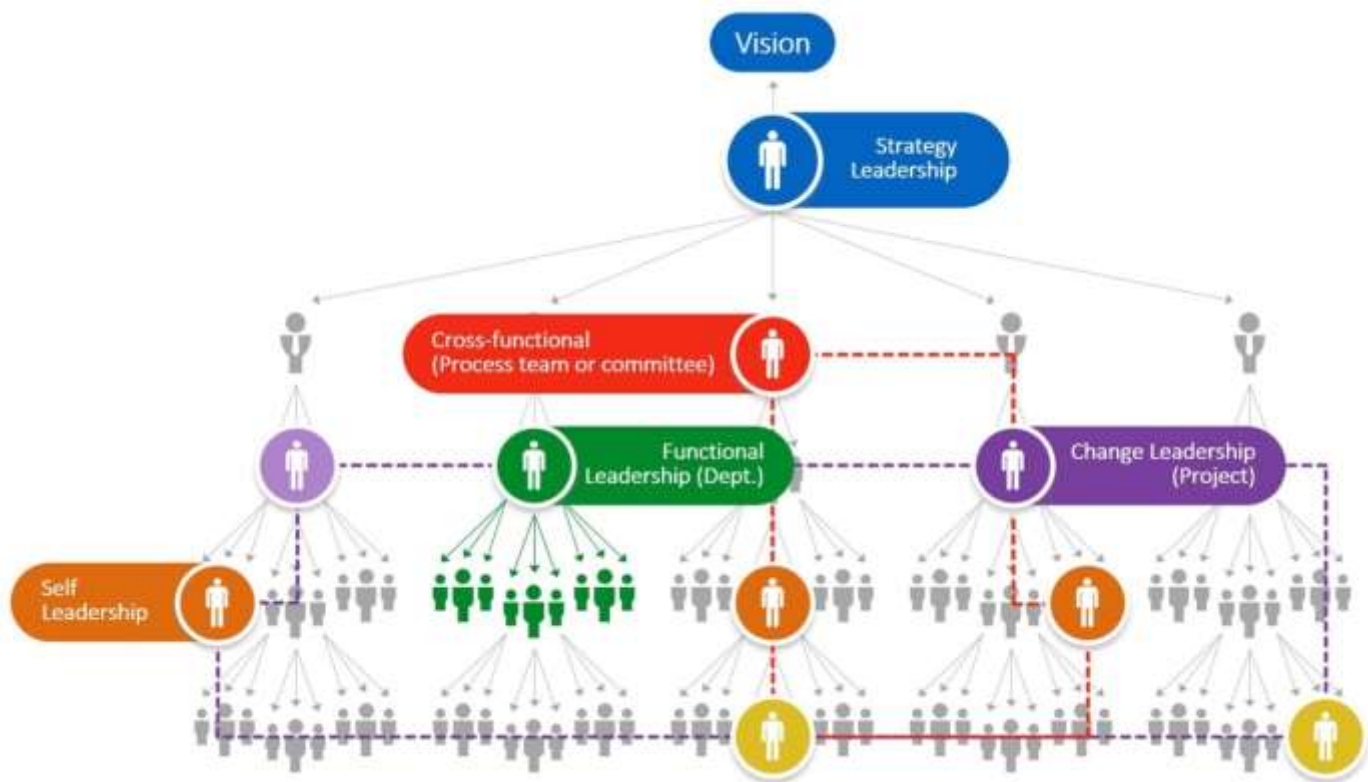 Vision
Strategy
Leadership
Cross-functional
(Process team or committee)
Functional
Leadership (Dept.)
Change Leadership
(Project)
Self
Leadership